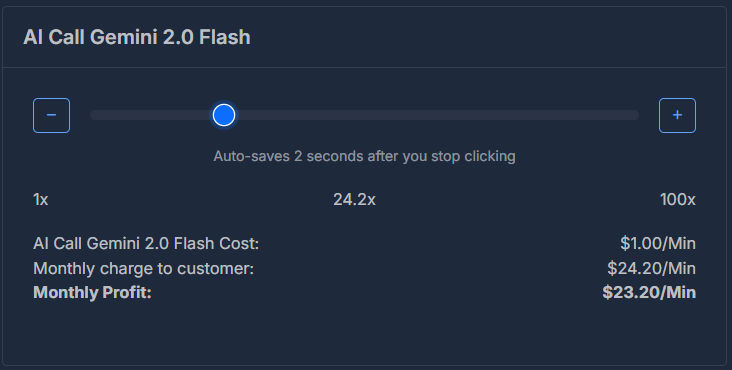 AI Call Gemini 2.0 Flash
−
+
Auto-saves 2 seconds after you stop clicking
1x 24.2x 100x
AI Call Gemini 2.0 Flash Cost: $1.00/Min
Monthly charge to customer: $24.20/Min
Monthly Profit: $23.20/Min